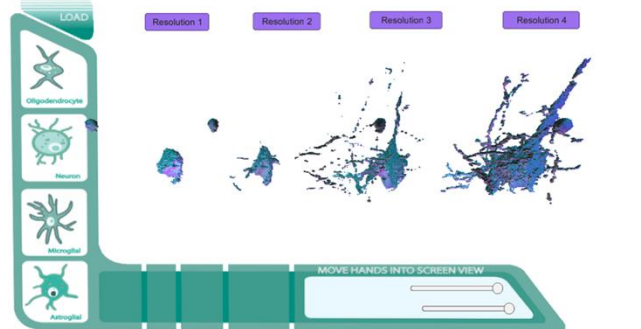 LOAD
Resolution 1
Resolution 2
Resolution 3
Resolution 4
Oligodendrocyte
Neuron
Microglial
Astroglial
MOVE HANDS INTO SCREEN VIEW